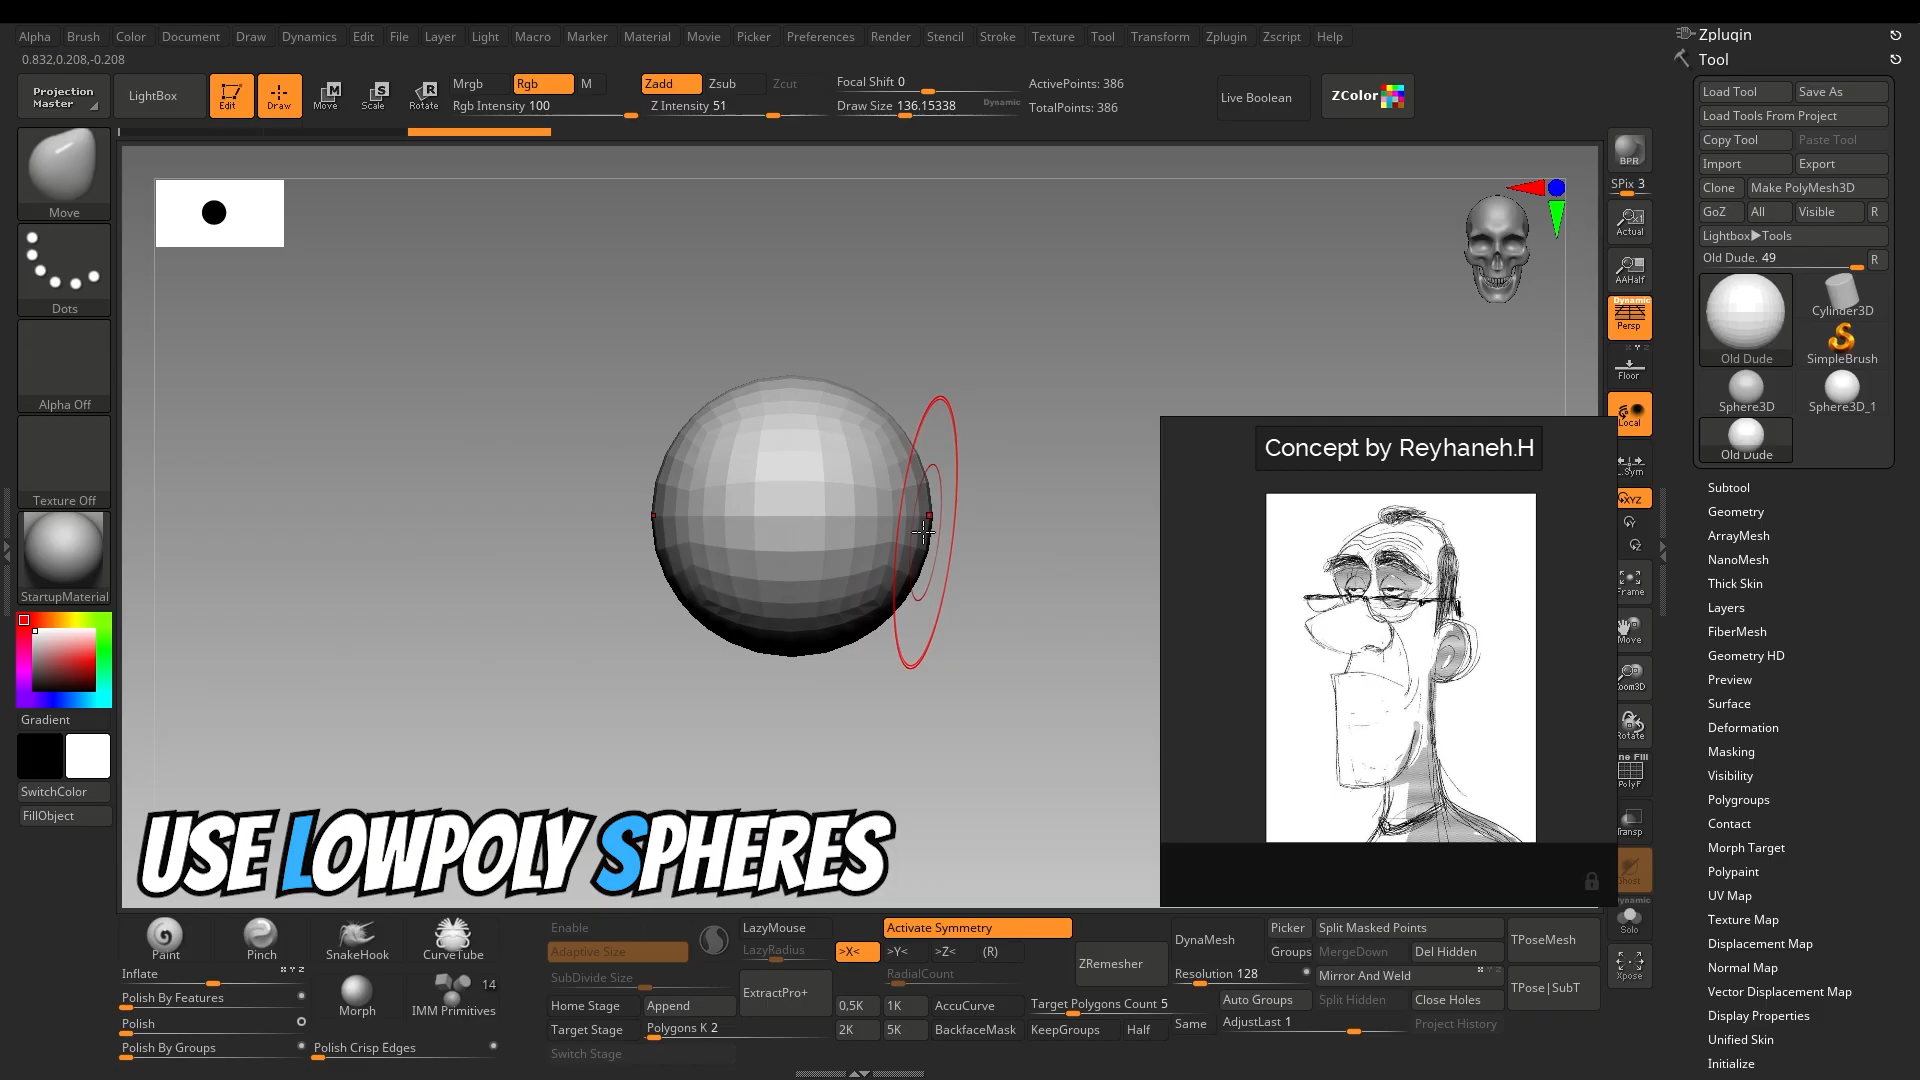 Alpha Brush Color Document Draw Dynamics Edit File Layer Light Macro Marker Material Movie Picker Preferences Render Stencil Stroke Texture Tool Transform Zplugin Zscript Help
0.832,0.208,-0.208
Projection Master
LightBox
Edit
Draw
Move
Scale
Rotate
Mrgb Rgb M
Rgb Intensity 100
Zadd Zsub Zcut
Z Intensity 51
Focal Shift 0
Draw Size 136.15338 Dynamic
ActivePoints: 386
TotalPoints: 386
Live Boolean
ZColor
Move
Dots
Alpha Off
Texture Off
StartupMaterial
Gradient
SwitchColor
FillObject
Concept by Reyhaneh.H
USE LOWPOLY SPHERES
BPR
SPix 3
Actual
AAHalf
Dynamic
Persp
Floor
Local
XYZ
Frame
Move
Zoom3D
Rotate
PolyF
Transp
Ghost
Dynamic
Solo
Xpose
Zplugin
Tool
Load Tool Save As
Load Tools From Project
Copy Tool Paste Tool
Import Export
Clone Make PolyMesh3D
GoZ All Visible R
Lightbox▶Tools
Old Dude. 49 R
Old Dude
Cylinder3D
SimpleBrush
Sphere3D Sphere3D_1
Old Dude
Subtool
Geometry
ArrayMesh
NanoMesh
Thick Skin
Layers
FiberMesh
Geometry HD
Preview
Surface
Deformation
Masking
Visibility
Polygroups
Contact
Morph Target
Polypaint
UV Map
Texture Map
Displacement Map
Normal Map
Vector Displacement Map
Display Properties
Unified Skin
Initialize
Paint Pinch SnakeHook CurveTube
Inflate
Polish By Features
Polish
Polish By Groups
Morph
14
IMM Primitives
Polish Crisp Edges
Enable
Adaptive Size
SubDivide Size
Home Stage Append
Target Stage Polygons K 2
Switch Stage
LazyMouse
LazyRadius
ExtractPro+
Activate Symmetry
>X< >Y< >Z< (R)
RadialCount
0,5K 1K AccuCurve
2K 5K BackfaceMask
ZRemesher
Target Polygons Count 5
KeepGroups Half Same
DynaMesh
Resolution 128
Picker
Groups
Split Masked Points
MergeDown Del Hidden
Mirror And Weld
Auto Groups Split Hidden Close Holes
AdjustLast 1 Project History
TPoseMesh
TPose|SubT